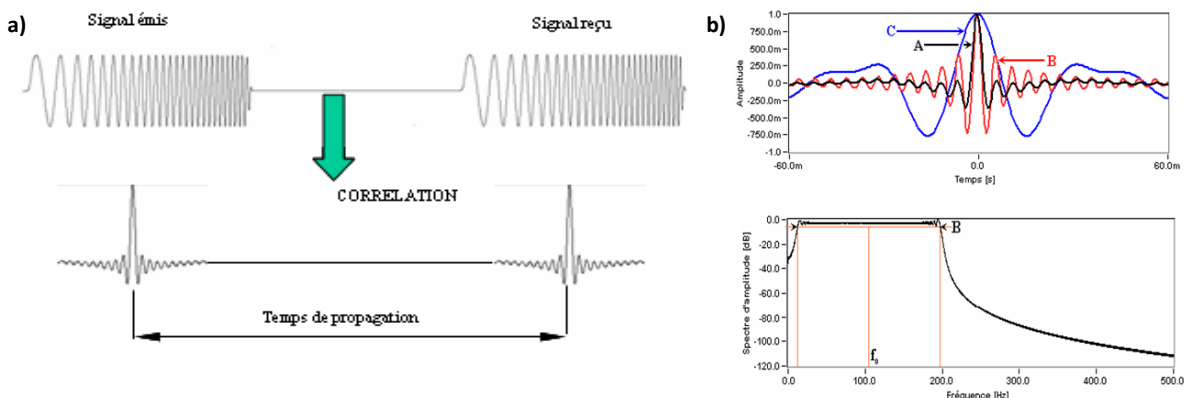 a)
Signal émis
Signal reçu
CORRELATION
Temps de propagation
b)
1.0
750.0m
500.0m
250.0m
0.0
-250.0m
-500.0m
-750.0m
-1.0
Amplitude
C
A
B
-60.0m
0.0
60.0m
Temps [s]
0.0
-20.0
-40.0
-60.0
-80.0
-100.0
-120.0
Spectre d'amplitude [dB]
B
f₀
0.0
100.0
200.0
300.0
400.0
500.0
Fréquence [Hz]